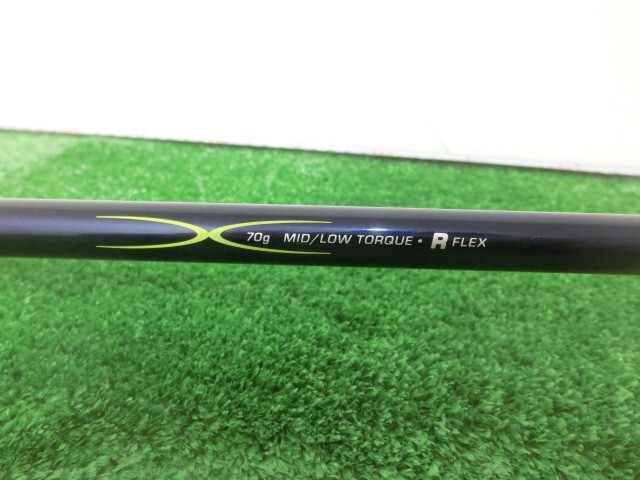 70g MID/LOW TORQUE • R FLEX